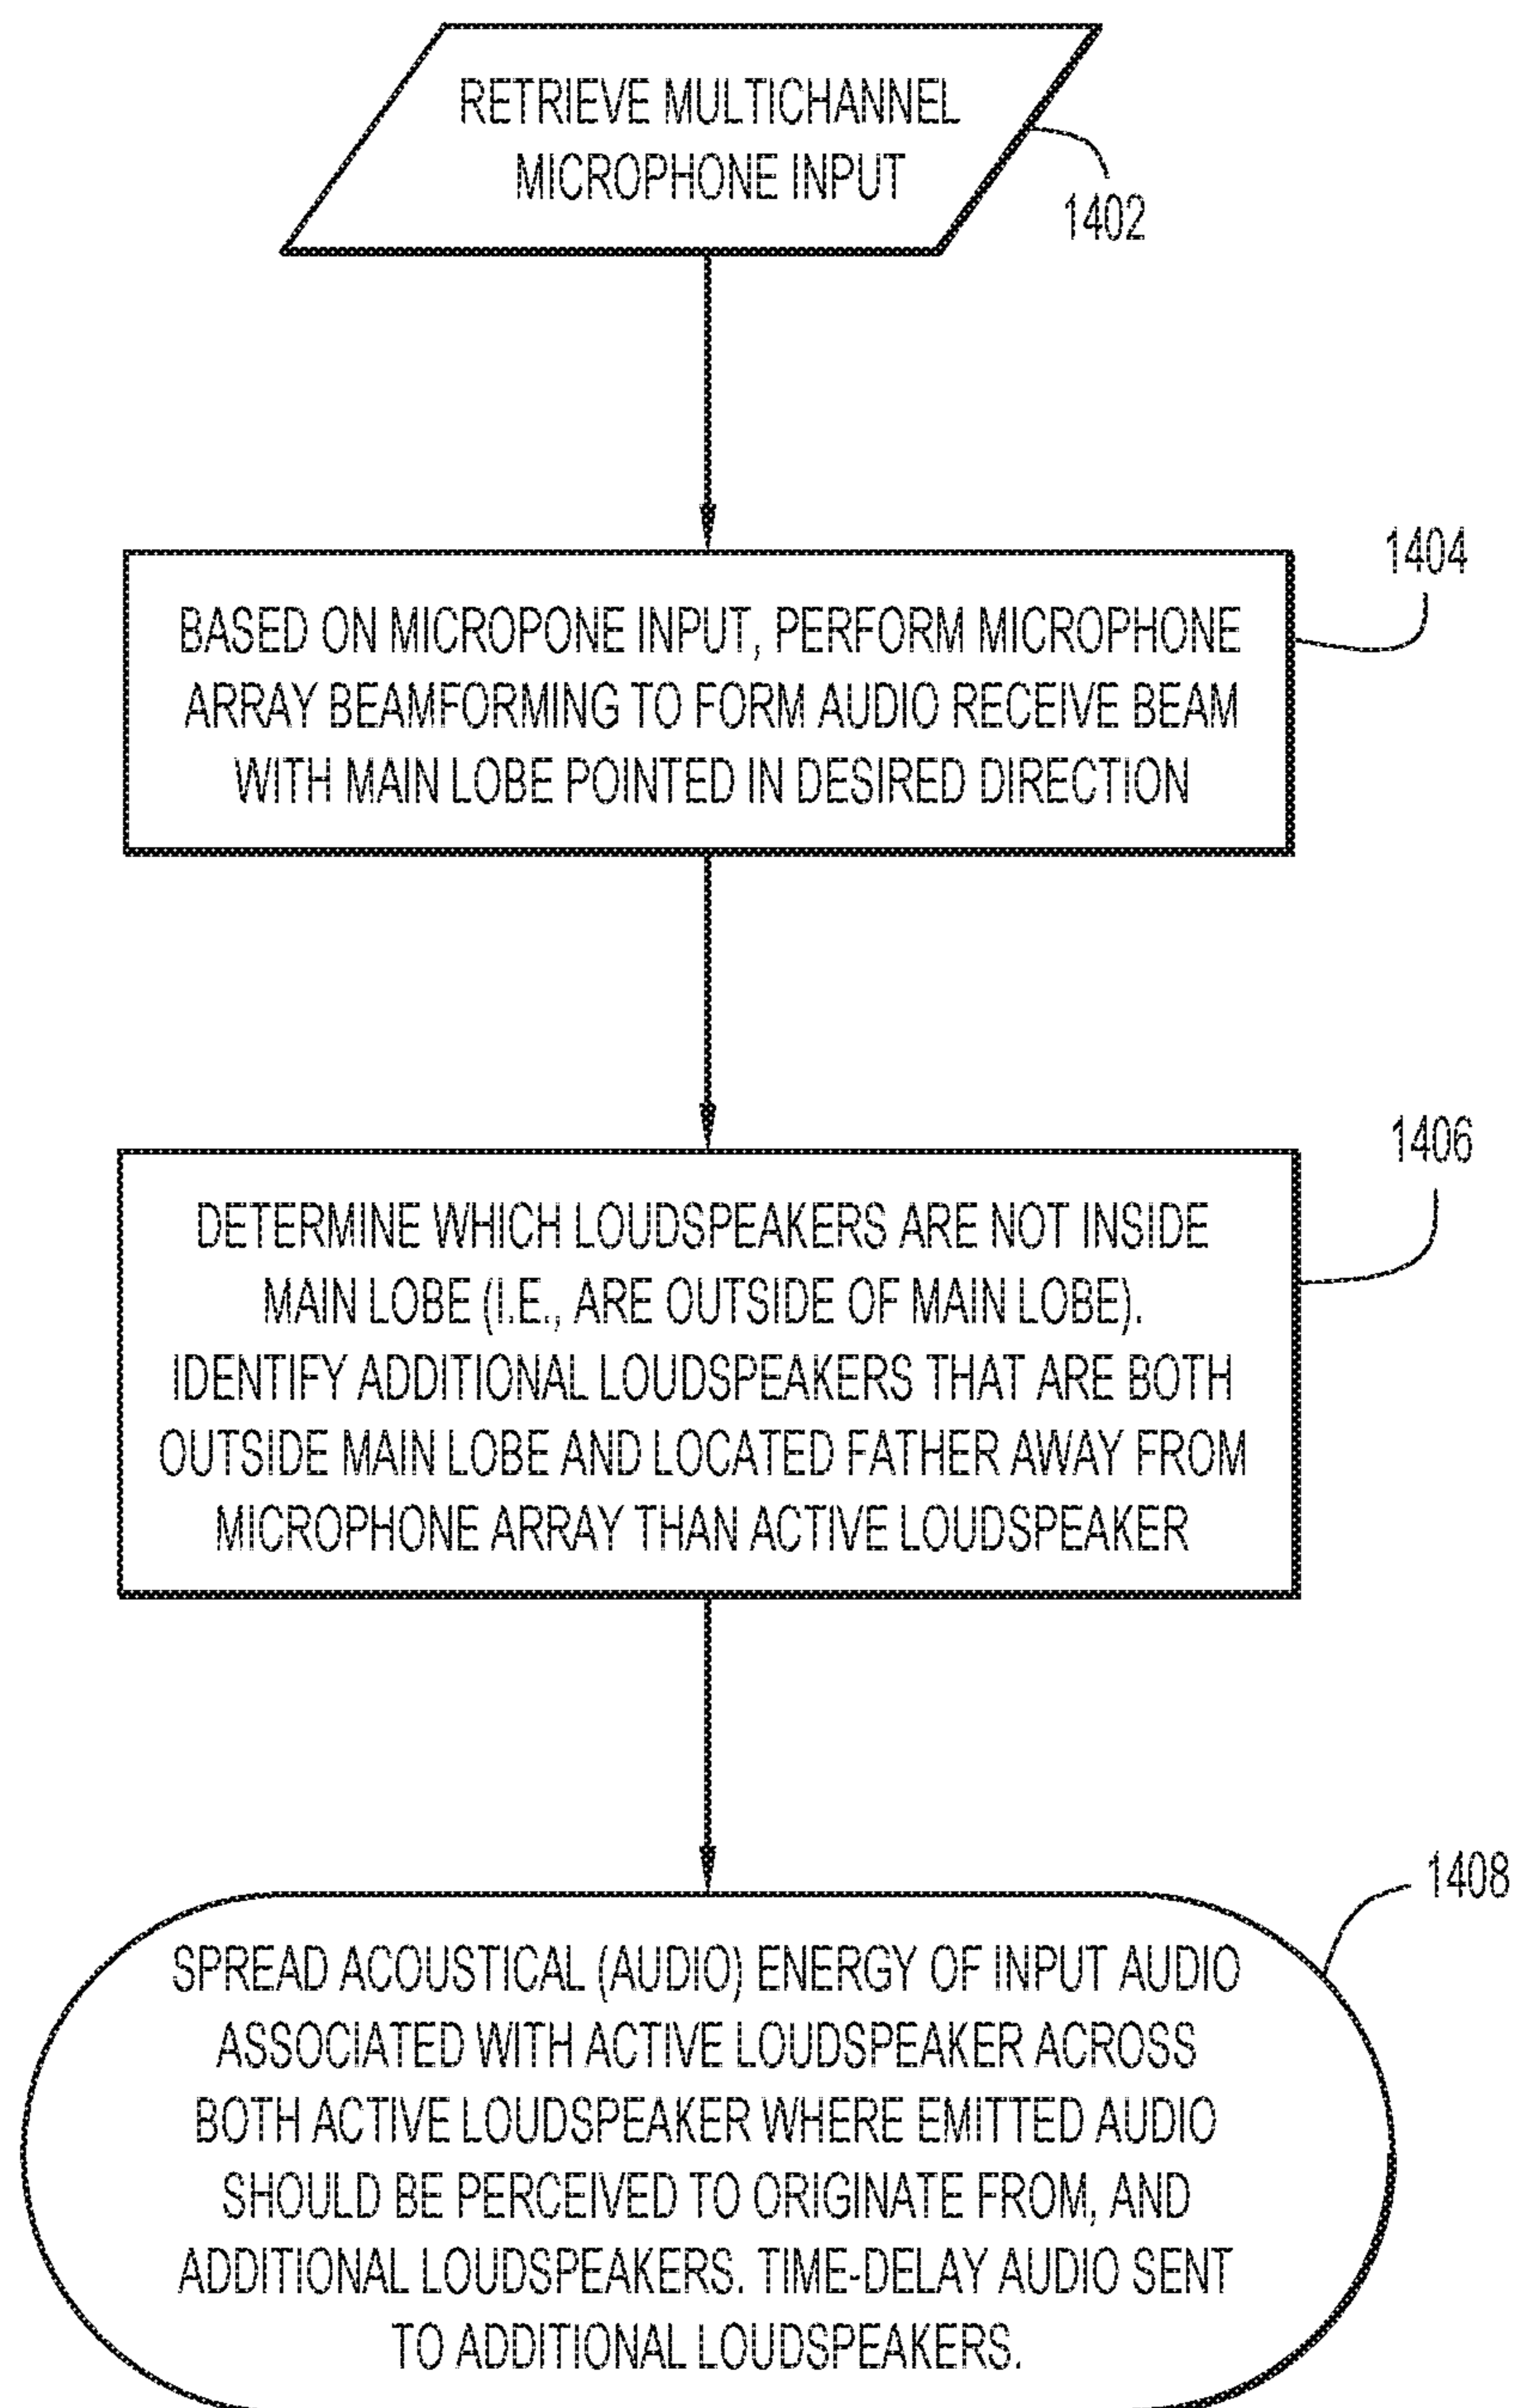 RETRIEVE MULTICHANNEL
MICROPHONE INPUT
1402
1404
BASED ON MICROPONE INPUT, PERFORM MICROPHONE
ARRAY BEAMFORMING TO FORM AUDIO RECEIVE BEAM
WITH MAIN LOBE POINTED IN DESIRED DIRECTION
1406
DETERMINE WHICH LOUDSPEAKERS ARE NOT INSIDE
MAIN LOBE (I.E., ARE OUTSIDE OF MAIN LOBE).
IDENTIFY ADDITIONAL LOUDSPEAKERS THAT ARE BOTH
OUTSIDE MAIN LOBE AND LOCATED FATHER AWAY FROM
MICROPHONE ARRAY THAN ACTIVE LOUDSPEAKER
1408
SPREAD ACOUSTICAL (AUDIO) ENERGY OF INPUT AUDIO
ASSOCIATED WITH ACTIVE LOUDSPEAKER ACROSS
BOTH ACTIVE LOUDSPEAKER WHERE EMITTED AUDIO
SHOULD BE PERCEIVED TO ORIGINATE FROM, AND
ADDITIONAL LOUDSPEAKERS. TIME-DELAY AUDIO SENT
TO ADDITIONAL LOUDSPEAKERS.